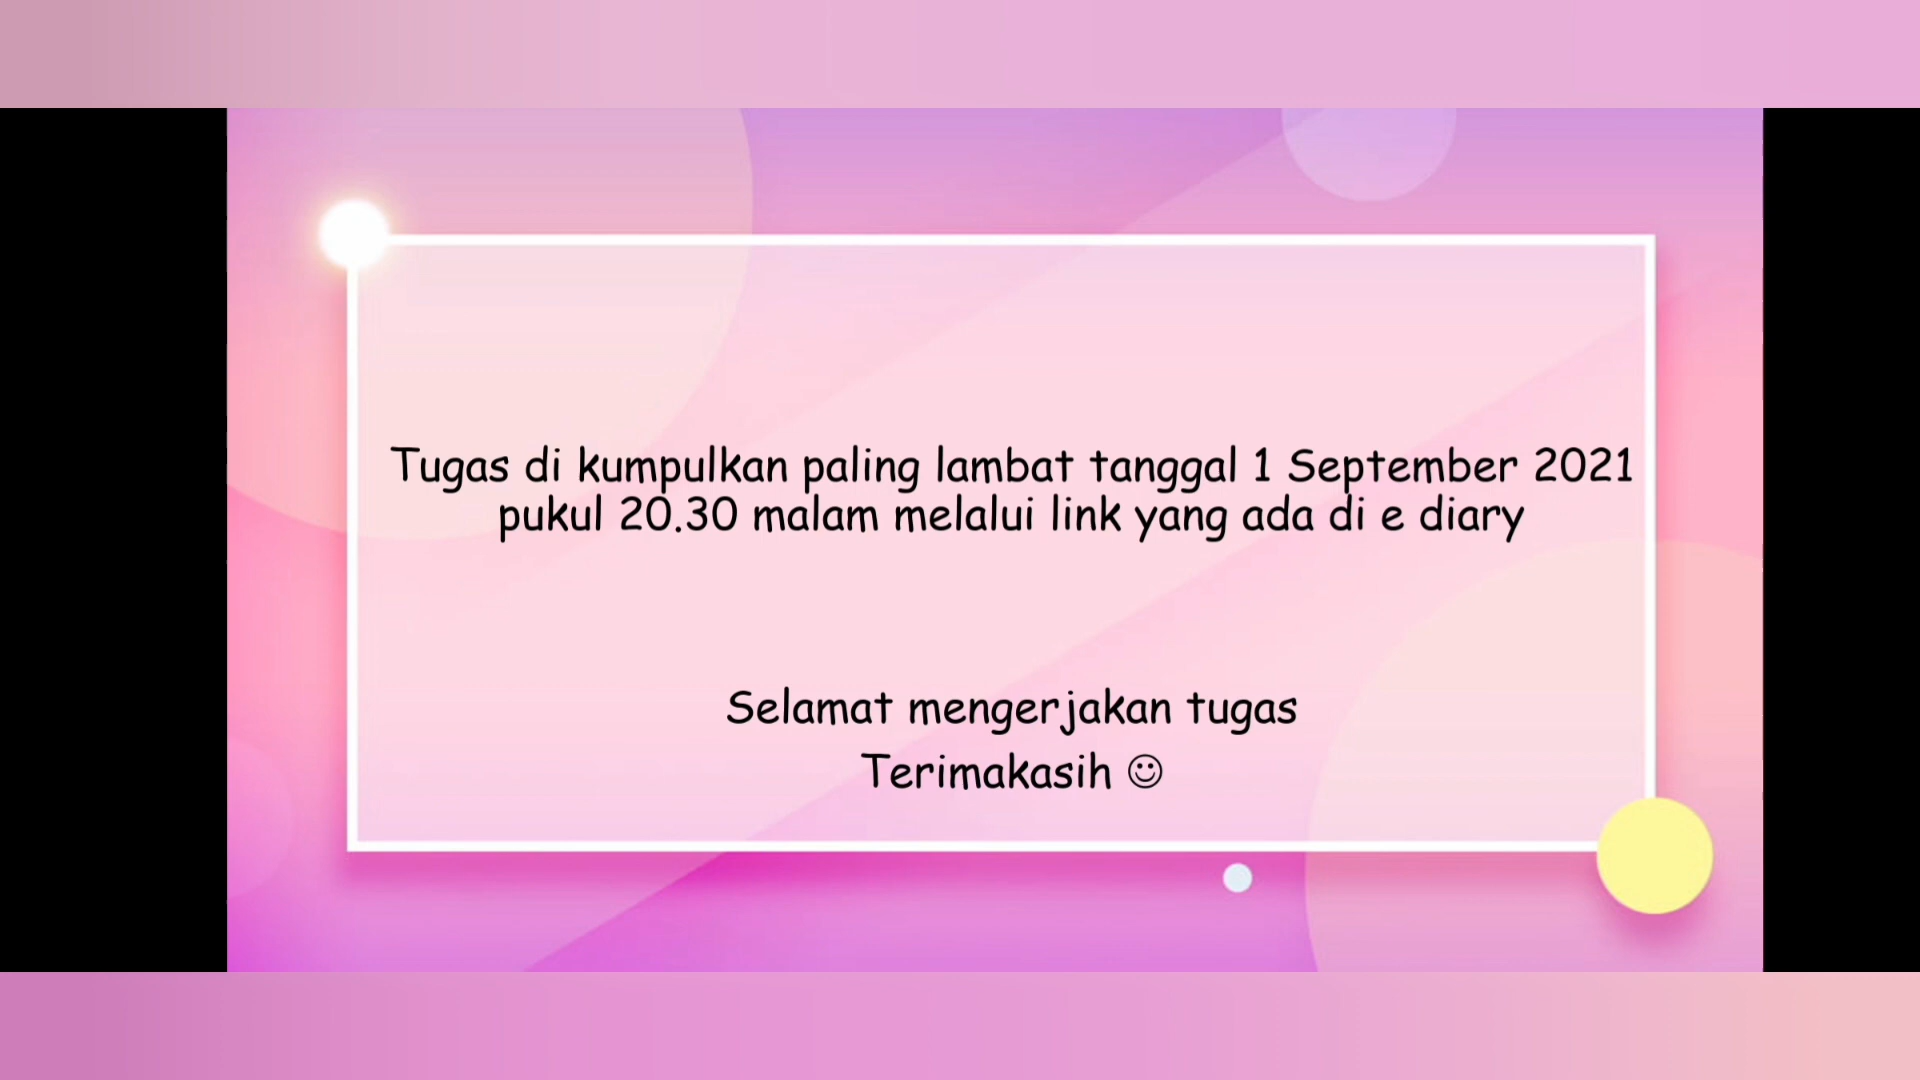 Tugas di kumpulkan paling lambat tanggal 1 September 2021
pukul 20.30 malam melalui link yang ada di e diary
Selamat mengerjakan tugas
Terimakasih ☺